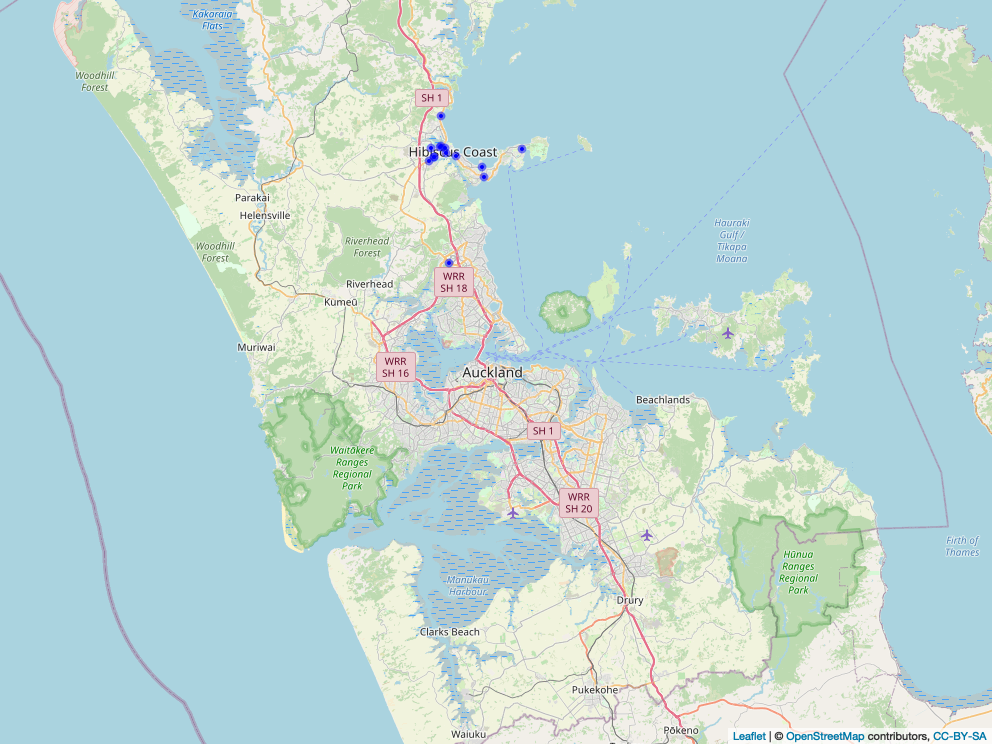 Kakaraia
Flats
Woodhill
Forest
SH 1
Hibiscus Coast
Parakai
Helensville
Woodhill
Forest
Riverhead
Forest
Hauraki
Gulf /
Tīkapa
Moana
WRR
SH 18
Riverhead
Kumeū
Muriwai
WRR
SH 16
Auckland
Beachlands
SH 1
Waitākere
Ranges
Regional
Park
WRR
SH 20
Firth of
Thames
Hūnua
Ranges
Regional
Park
Manukau
Harbour
Drury
Clarks Beach
Pukekohe
Waiuku
Pōkeno
Leaflet | © OpenStreetMap contributors, CC-BY-SA